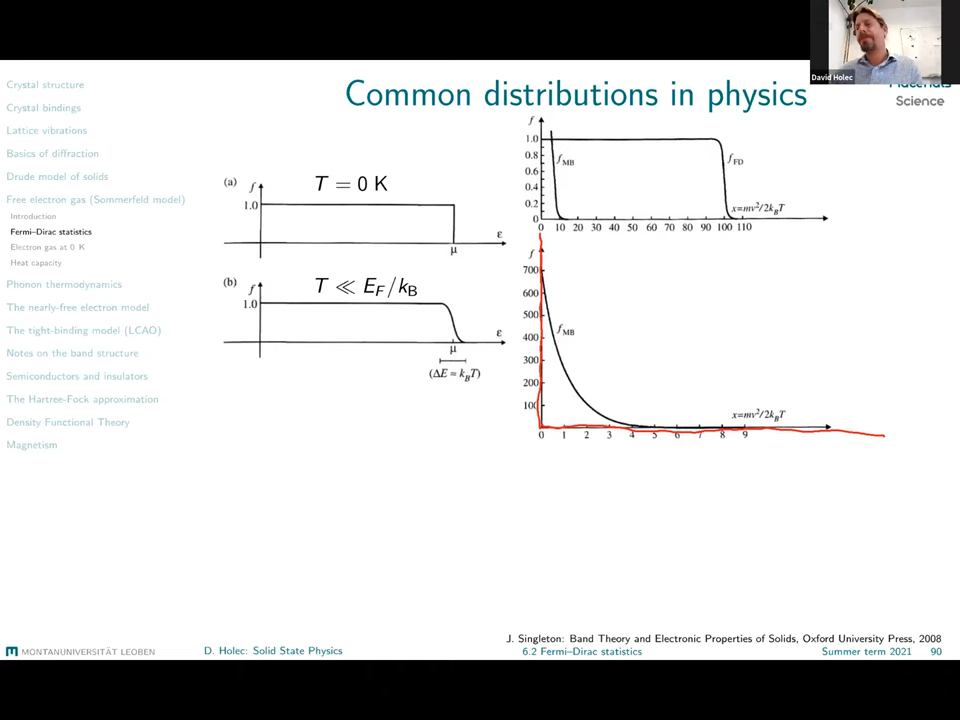 David Holec
Materials
Science
Common distributions in physics
Crystal structure
Crystal bindings
Lattice vibrations
Basics of diffraction
Drude model of solids
Free electron gas (Sommerfeld model)
Introduction
Fermi–Dirac statistics
Electron gas at 0 K
Heat capacity
Phonon thermodynamics
The nearly-free electron model
The tight-binding model (LCAO)
Notes on the band structure
Semiconductors and insulators
The Hartree-Fock approximation
Density Functional Theory
Magnetism
(a)
f
T = 0 K
1.0
ε
μ
(b)
f
T ≪ E_F/k_B
1.0
ε
μ
(ΔE ≈ k_BT)
f
1.0
0.8
0.6
0.4
0.2
0
f_MB
f_FD
x=mv²/2k_BT
0 10 20 30 40 50 60 70 80 90 100 110
f
700
600
500
400
300
200
100
f_MB
x=mv²/2k_BT
0 1 2 3 4 5 6 7 8 9
J. Singleton: Band Theory and Electronic Properties of Solids, Oxford University Press, 2008
MONTANUNIVERSITÄT LEOBEN D. Holec: Solid State Physics 6.2 Fermi–Dirac statistics Summer term 2021 90